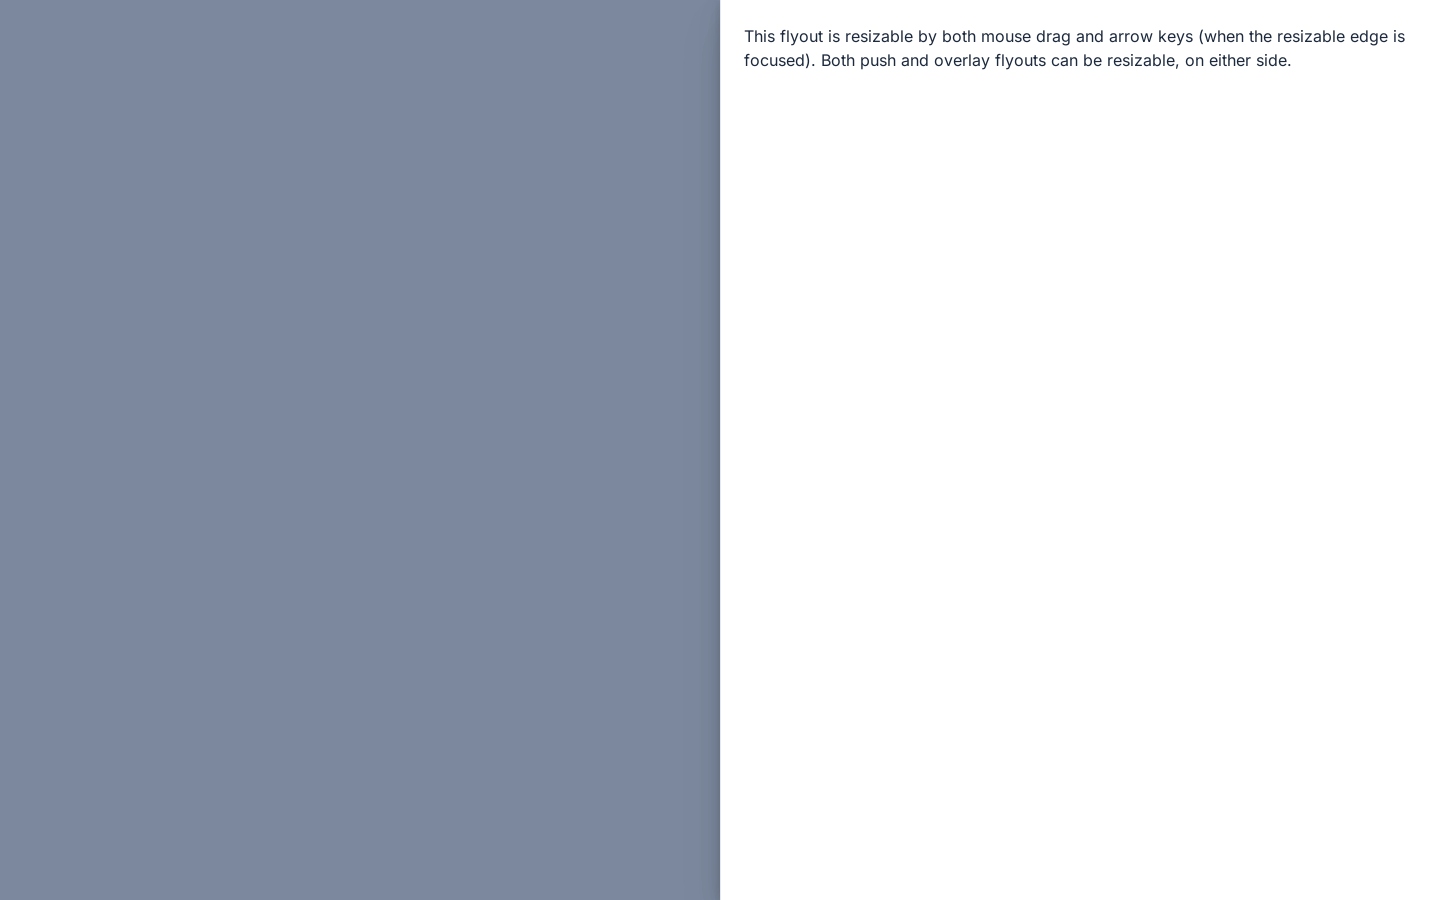 This flyout is resizable by both mouse drag and arrow keys (when the resizable edge is
focused). Both push and overlay flyouts can be resizable, on either side.